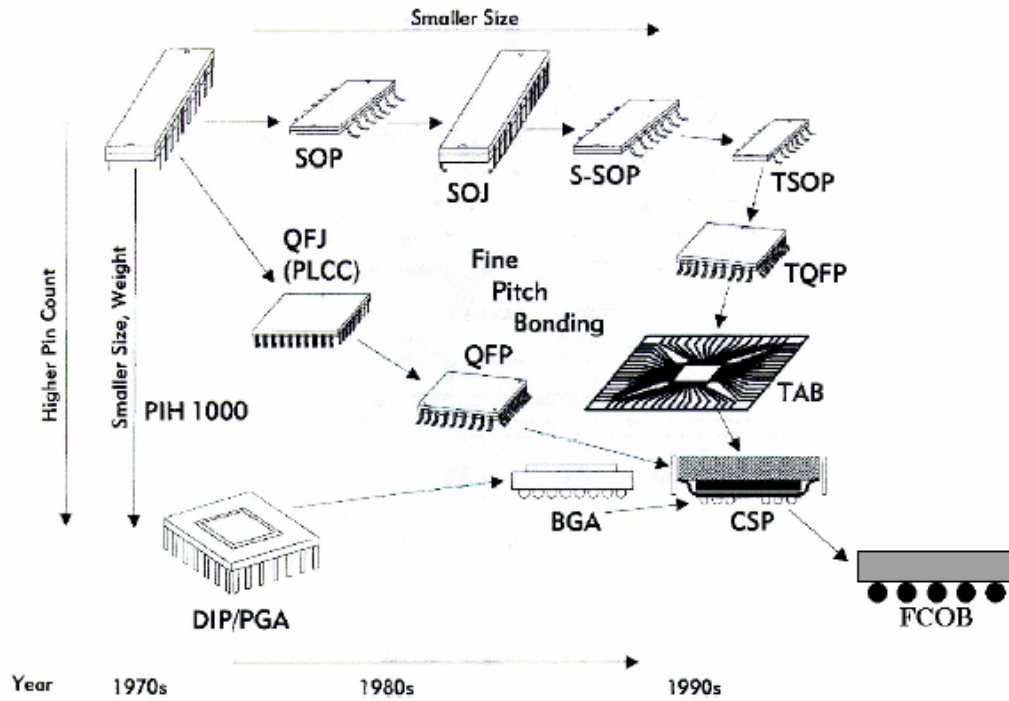 Smaller Size
SOP
SOJ
S-SOP
TSOP
Higher Pin Count
Smaller Size, Weight
QFJ
(PLCC)
Fine
Pitch
Bonding
TQFP
QFP
TAB
PIH 1000
BGA
CSP
DIP/PGA
FCOB
Year
1970s
1980s
1990s